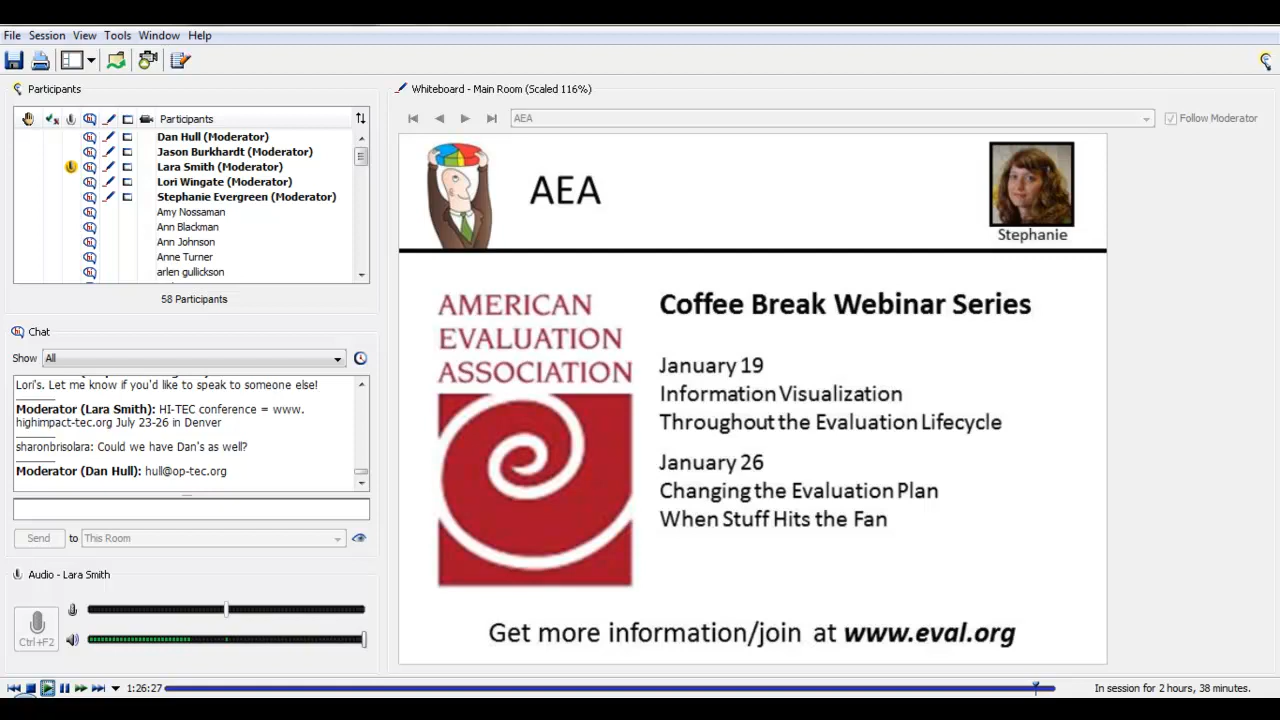 File Session View Tools Window Help
Participants
Participants
Dan Hull (Moderator)
Jason Burkhardt (Moderator)
Lara Smith (Moderator)
Lori Wingate (Moderator)
Stephanie Evergreen (Moderator)
Amy Nossaman
Ann Blackman
Ann Johnson
Anne Turner
arlen gullickson
58 Participants
Chat
Show All
Lori's. Let me know if you'd like to speak to someone else!
Moderator (Lara Smith): HI-TEC conference = www.
highimpact-tec.org July 23-26 in Denver
sharonbrisolara: Could we have Dan's as well?
Moderator (Dan Hull): hull@op-tec.org
Send to This Room
Audio - Lara Smith
Ctrl+F2
Whiteboard - Main Room (Scaled 116%)
AEA Follow Moderator
AEA
Stephanie
AMERICAN
EVALUATION
ASSOCIATION
Coffee Break Webinar Series
January 19
Information Visualization
Throughout the Evaluation Lifecycle
January 26
Changing the Evaluation Plan
When Stuff Hits the Fan
Get more information/join at www.eval.org
1:26:27 In session for 2 hours, 38 minutes.